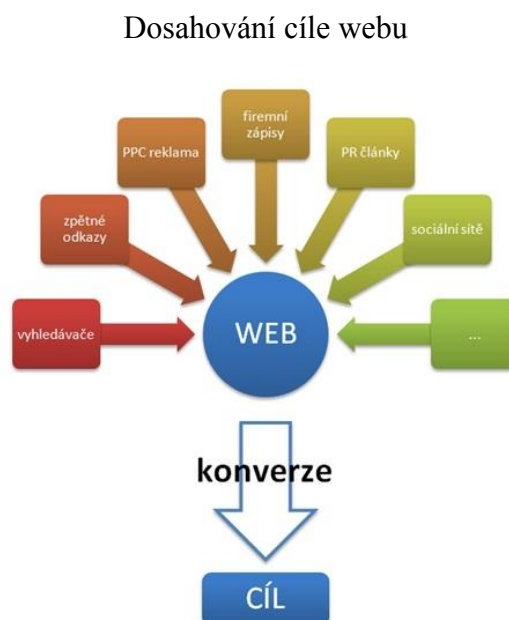 Dosahování cíle webu
firemní
zápisy
PPC reklama
PR články
zpětné
odkazy
sociální sítě
vyhledávače
WEB
...
konverze
CÍL